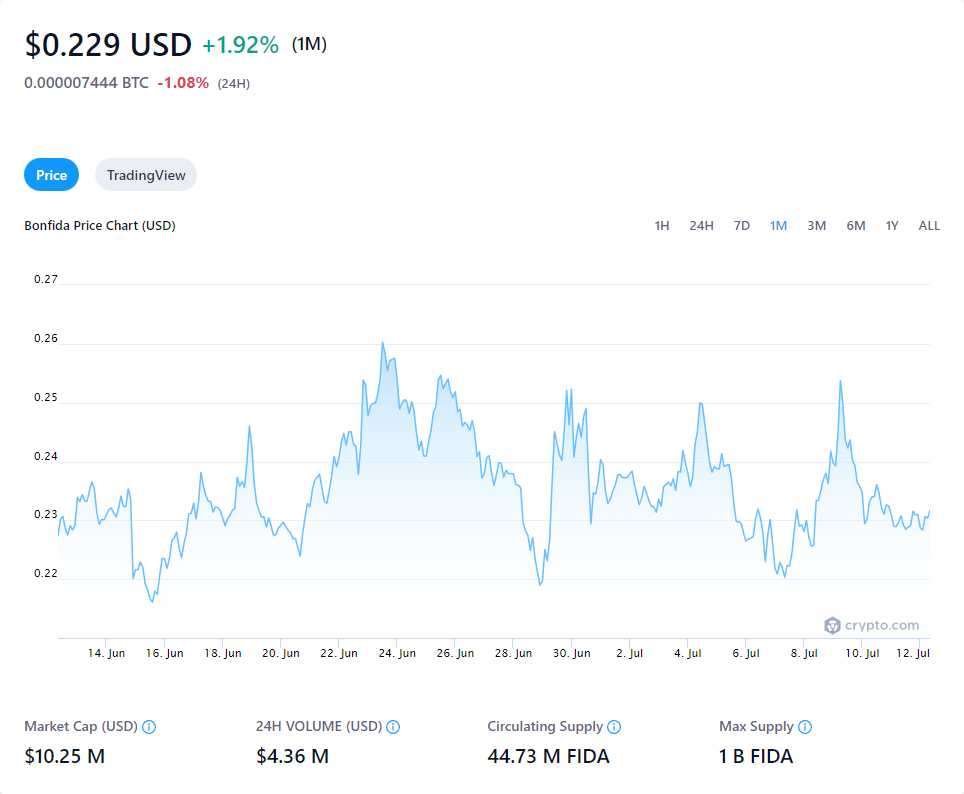 $0.229 USD +1.92% (1M)
0.000007444 BTC -1.08% (24H)
Price TradingView
Bonfida Price Chart (USD) 1H 24H 7D 1M 3M 6M 1Y ALL
0.27
0.26
0.25
0.24
0.23
0.22
crypto.com
14. Jun 16. Jun 18. Jun 20. Jun 22. Jun 24. Jun 26. Jun 28. Jun 30. Jun 2. Jul 4. Jul 6. Jul 8. Jul 10. Jul 12. Jul
Market Cap (USD) 24H VOLUME (USD) Circulating Supply Max Supply
$10.25 M $4.36 M 44.73 M FIDA 1 B FIDA